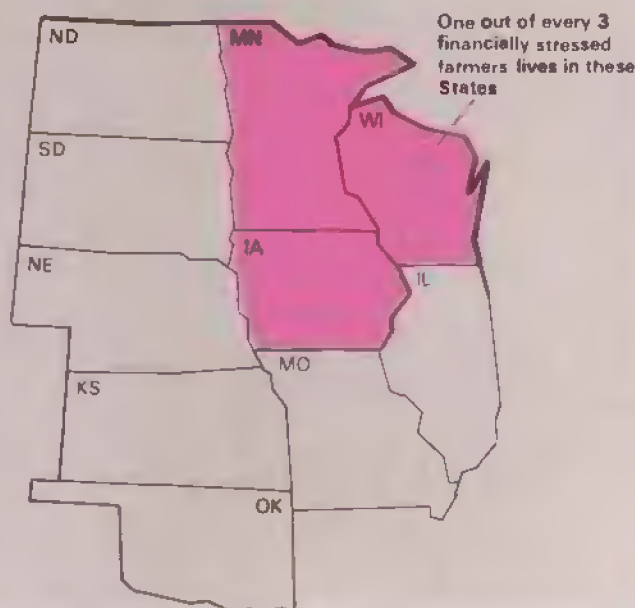 One out of every 3
financially stressed
farmers lives in these
States
ND
MN
WI
SD
IA
NE
IL
MO
KS
OK